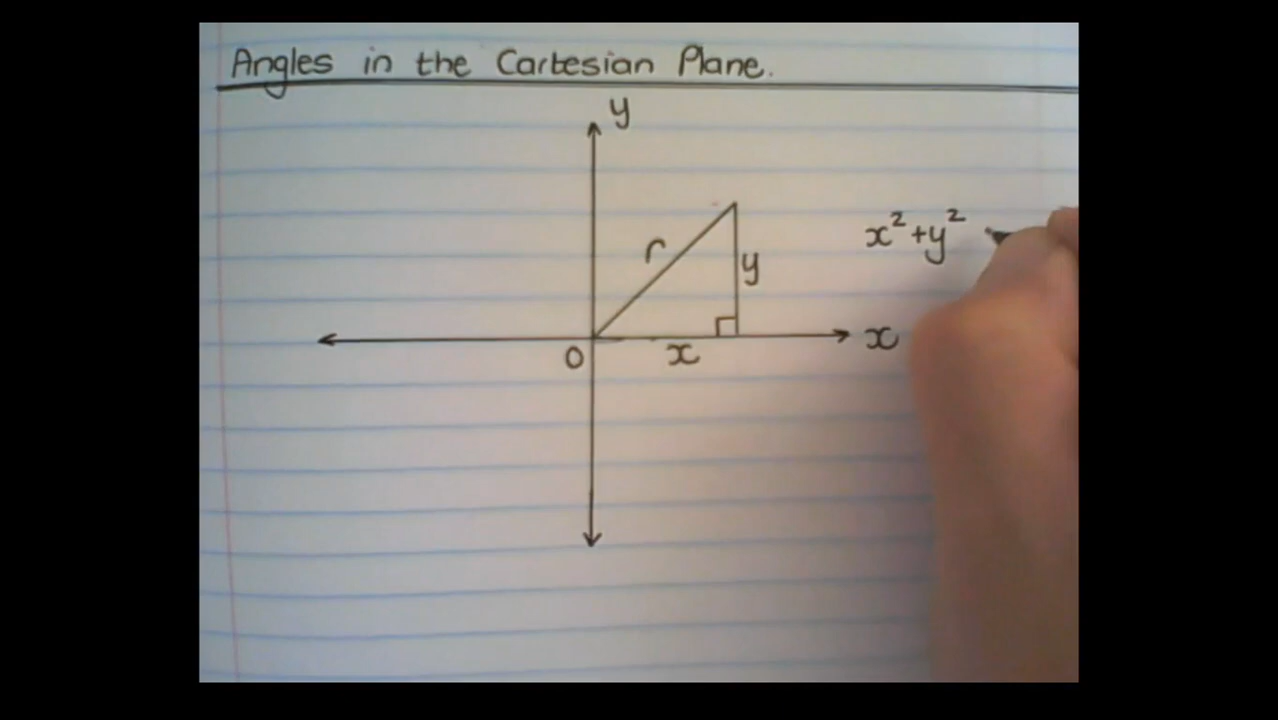 Angles in the Cartesian Plane.
y
x²+y²
r
y
x
O
x